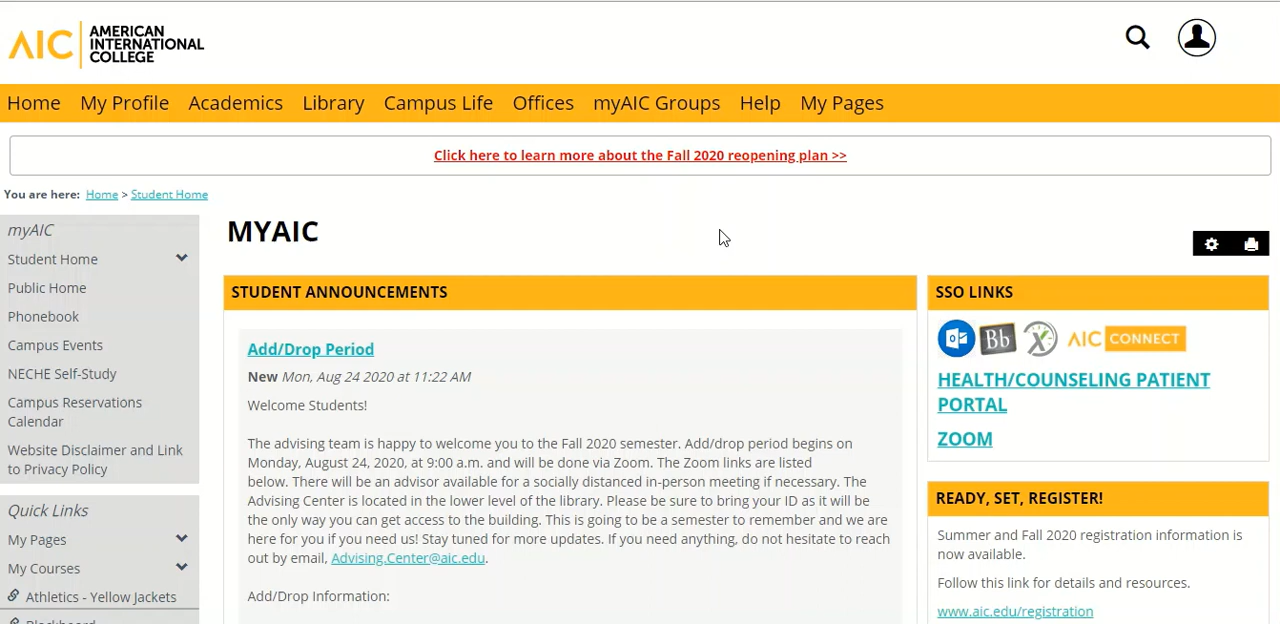 AIC
AMERICAN
INTERNATIONAL
COLLEGE
Home My Profile Academics Library Campus Life Offices myAIC Groups Help My Pages
Click here to learn more about the Fall 2020 reopening plan >>
You are here: Home > Student Home
myAIC
Student Home
Public Home
Phonebook
Campus Events
NECHE Self-Study
Campus Reservations
Calendar
Website Disclaimer and Link
to Privacy Policy
Quick Links
My Pages
My Courses
Athletics - Yellow Jackets
Blackboard
MYAIC
STUDENT ANNOUNCEMENTS
Add/Drop Period
New Mon, Aug 24 2020 at 11:22 AM
Welcome Students!
The advising team is happy to welcome you to the Fall 2020 semester. Add/drop period begins on
Monday, August 24, 2020, at 9:00 a.m. and will be done via Zoom. The Zoom links are listed
below. There will be an advisor available for a socially distanced in-person meeting if necessary. The
Advising Center is located in the lower level of the library. Please be sure to bring your ID as it will be
the only way you can get access to the building. This is going to be a semester to remember and we are
here for you if you need us! Stay tuned for more updates. If you need anything, do not hesitate to reach
out by email, Advising.Center@aic.edu.
Add/Drop Information:
SSO LINKS
Bb X AIC CONNECT
HEALTH/COUNSELING PATIENT
PORTAL
ZOOM
READY, SET, REGISTER!
Summer and Fall 2020 registration information is
now available.
Follow this link for details and resources.
www.aic.edu/registration